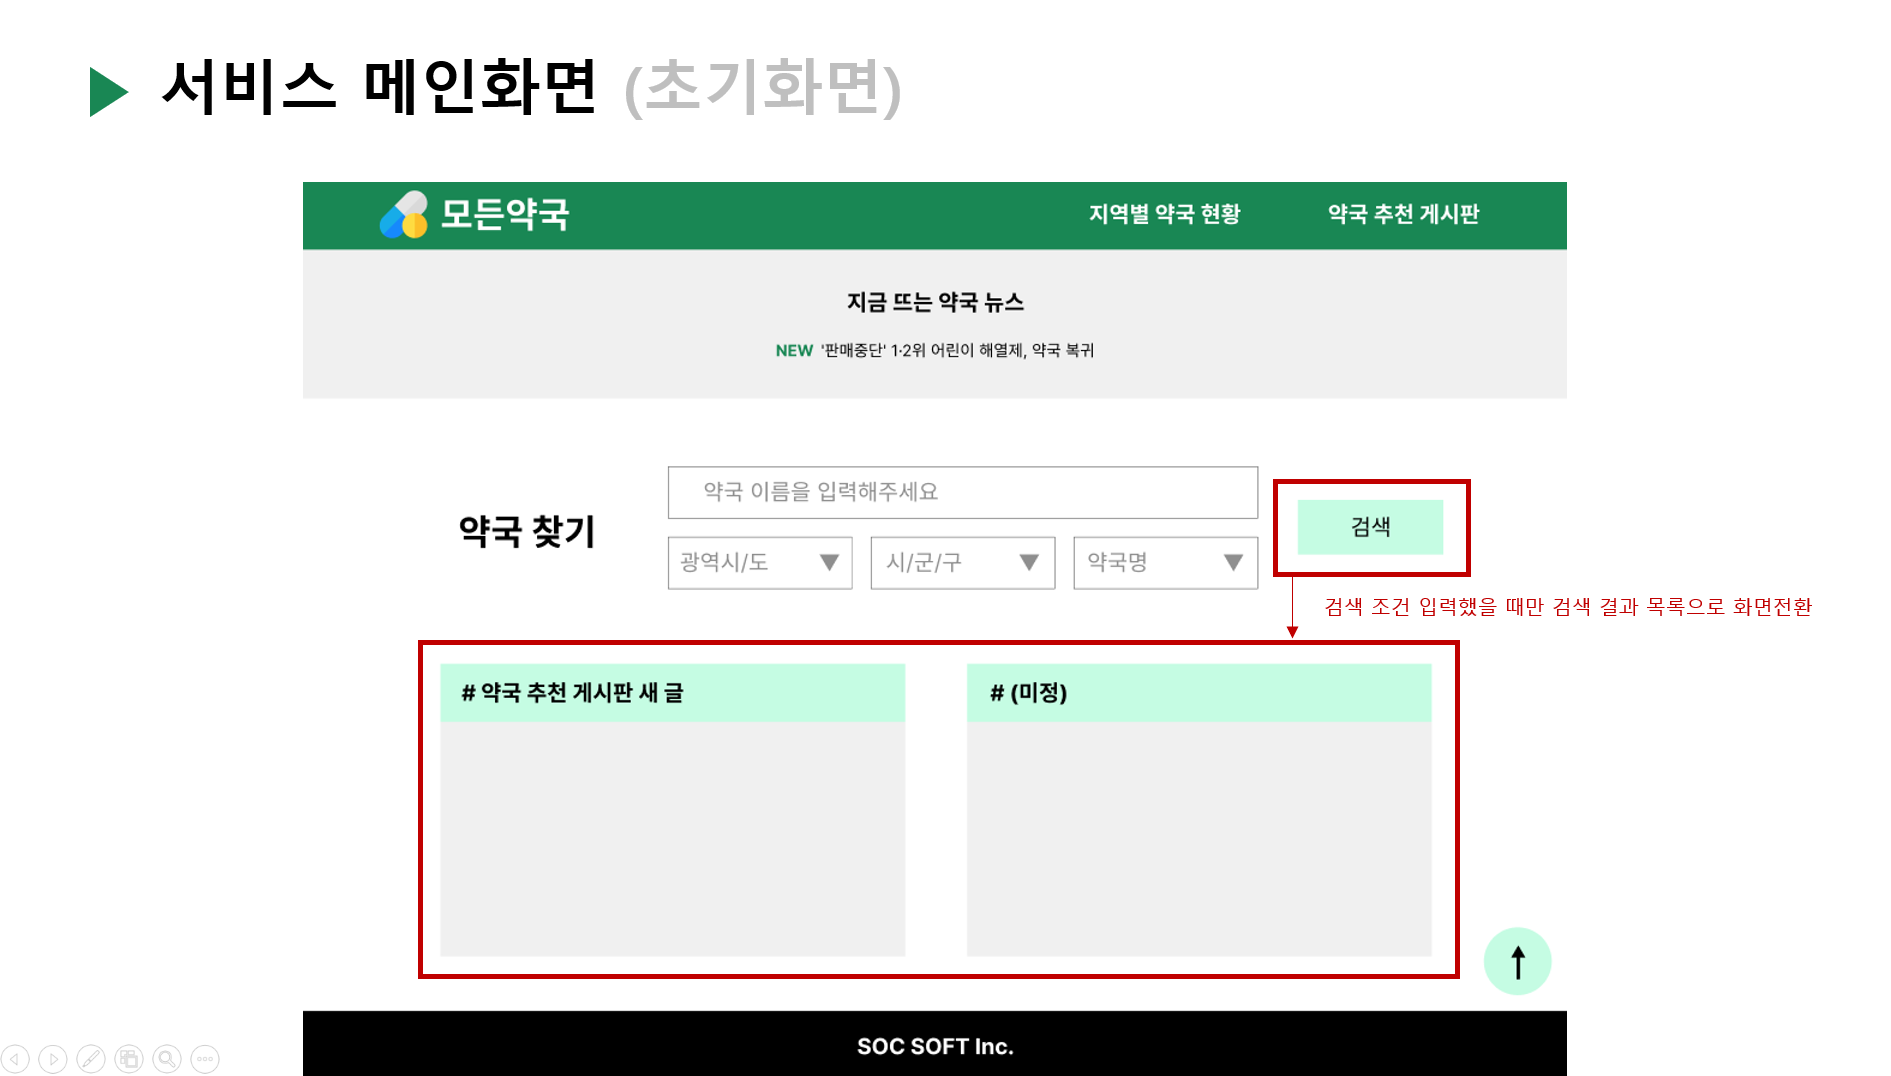 서비스 메인화면 (초기화면)
모든약국
지역별 약국 현황
약국 추천 게시판
지금 뜨는 약국 뉴스
NEW '판매중단' 1·2위 어린이 해열제, 약국 복귀
약국 찾기
약국 이름을 입력해주세요
광역시/도
시/군/구
약국명
검색
검색 조건 입력했을 때만 검색 결과 목록으로 화면전환
# 약국 추천 게시판 새 글
# (미정)
SOC SOFT Inc.